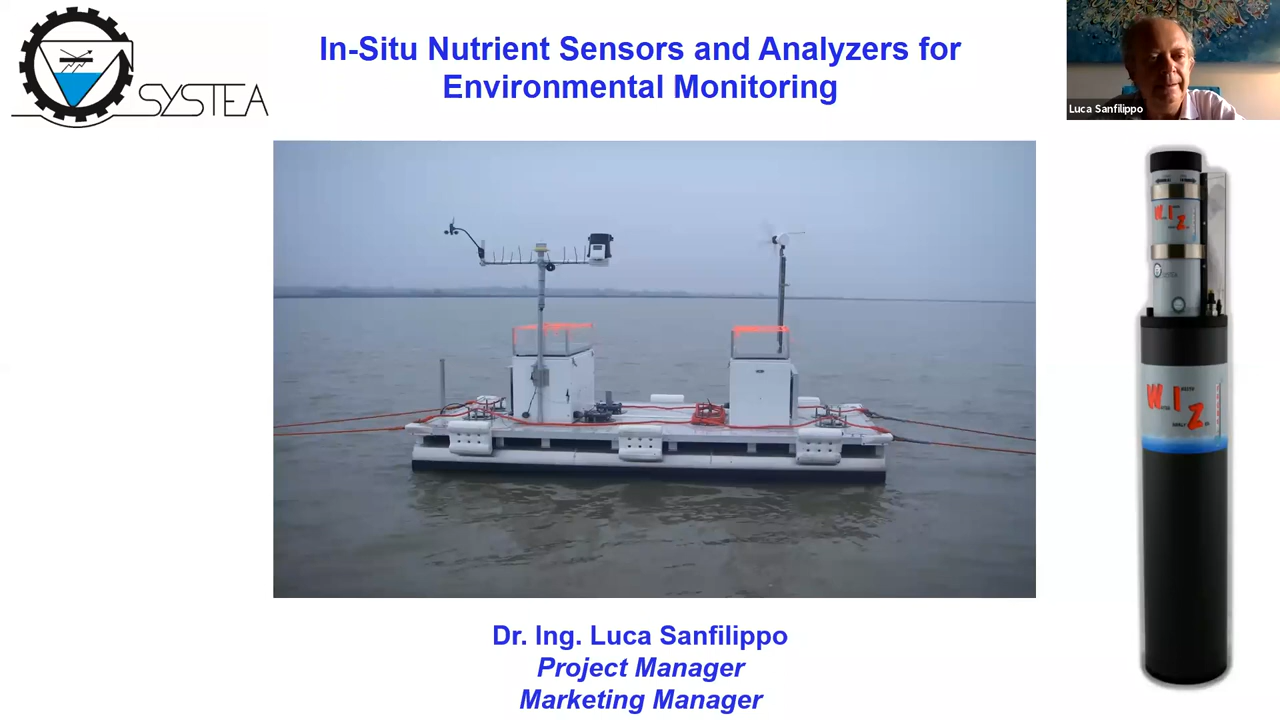 SYSTEA
In-Situ Nutrient Sensors and Analyzers for
Environmental Monitoring
Luca Sanfilippo
W I Z
SYSTEA
W I Z
Dr. Ing. Luca Sanfilippo
Project Manager
Marketing Manager